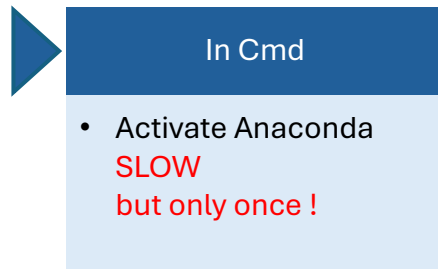 In Cmd
• Activate Anaconda
SLOW
but only once !